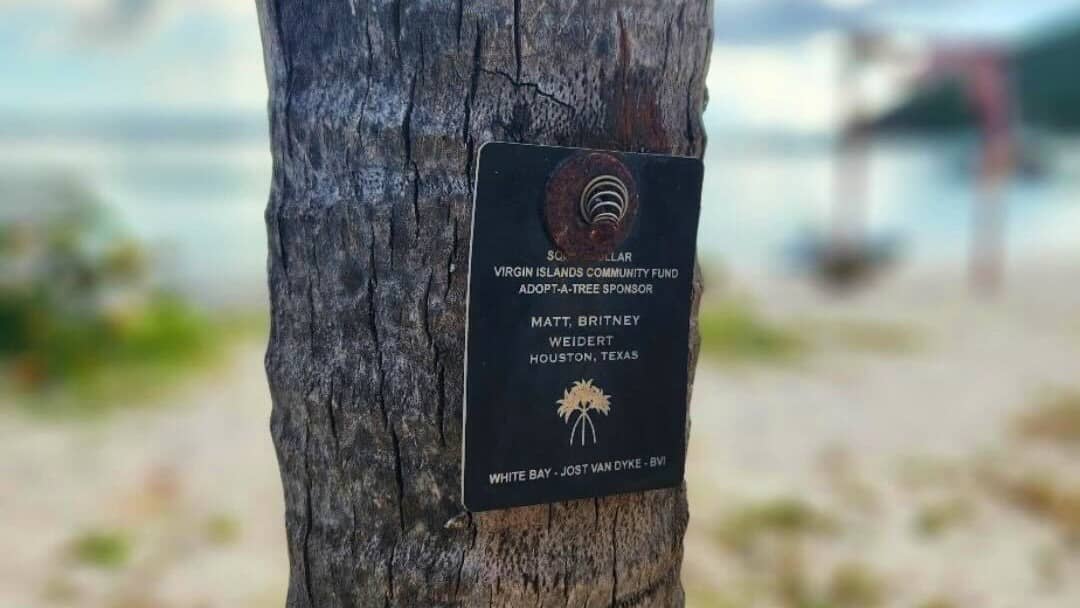 VIRGIN ISLANDS COMMUNITY FUND
ADOPT-A-TREE SPONSOR
MATT, BRITNEY
WEIDERT
HOUSTON, TEXAS
WHITE BAY - JOST VAN DYKE - BVI